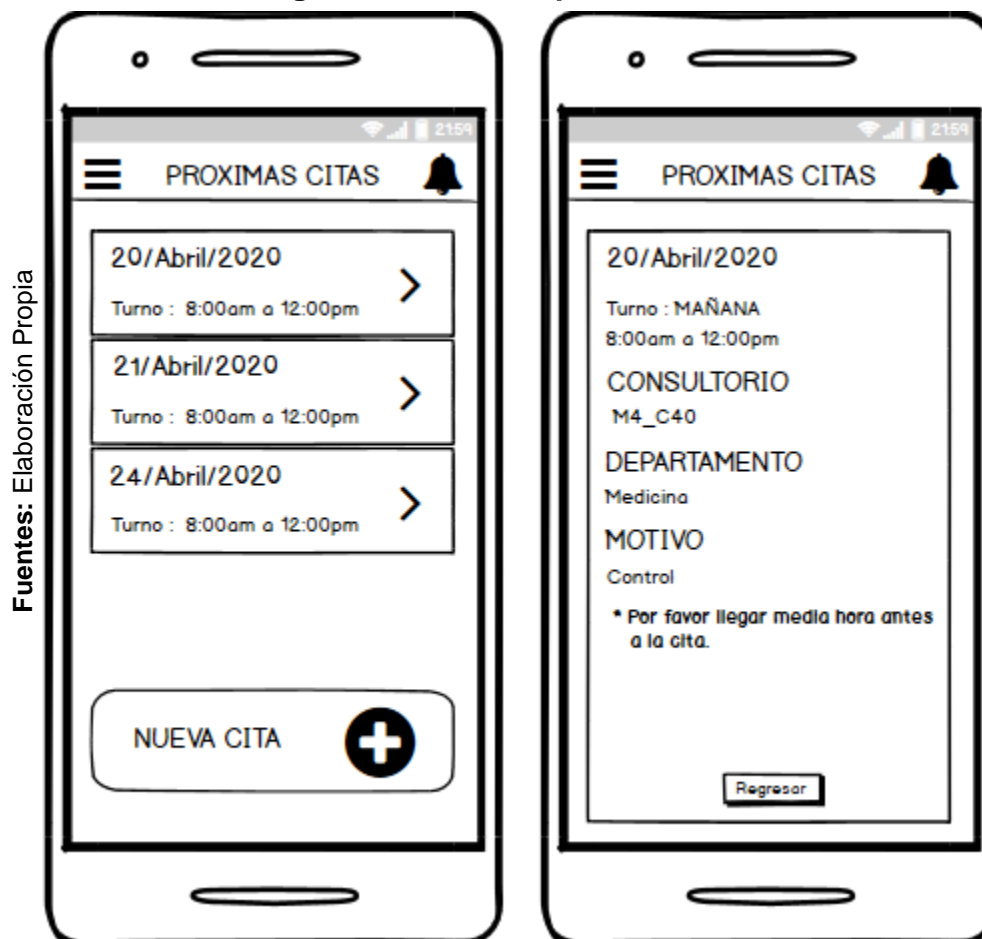 Fuentes: Elaboración Propia
21:59
PROXIMAS CITAS
20/Abril/2020
Turno : 8:00am a 12:00pm
21/Abril/2020
Turno : 8:00am a 12:00pm
24/Abril/2020
Turno : 8:00am a 12:00pm
NUEVA CITA
21:59
PROXIMAS CITAS
20/Abril/2020
Turno : MAÑANA
8:00am a 12:00pm
CONSULTORIO
M4_C40
DEPARTAMENTO
Medicina
MOTIVO
Control
* Por favor llegar media hora antes
a la cita.
Regresar